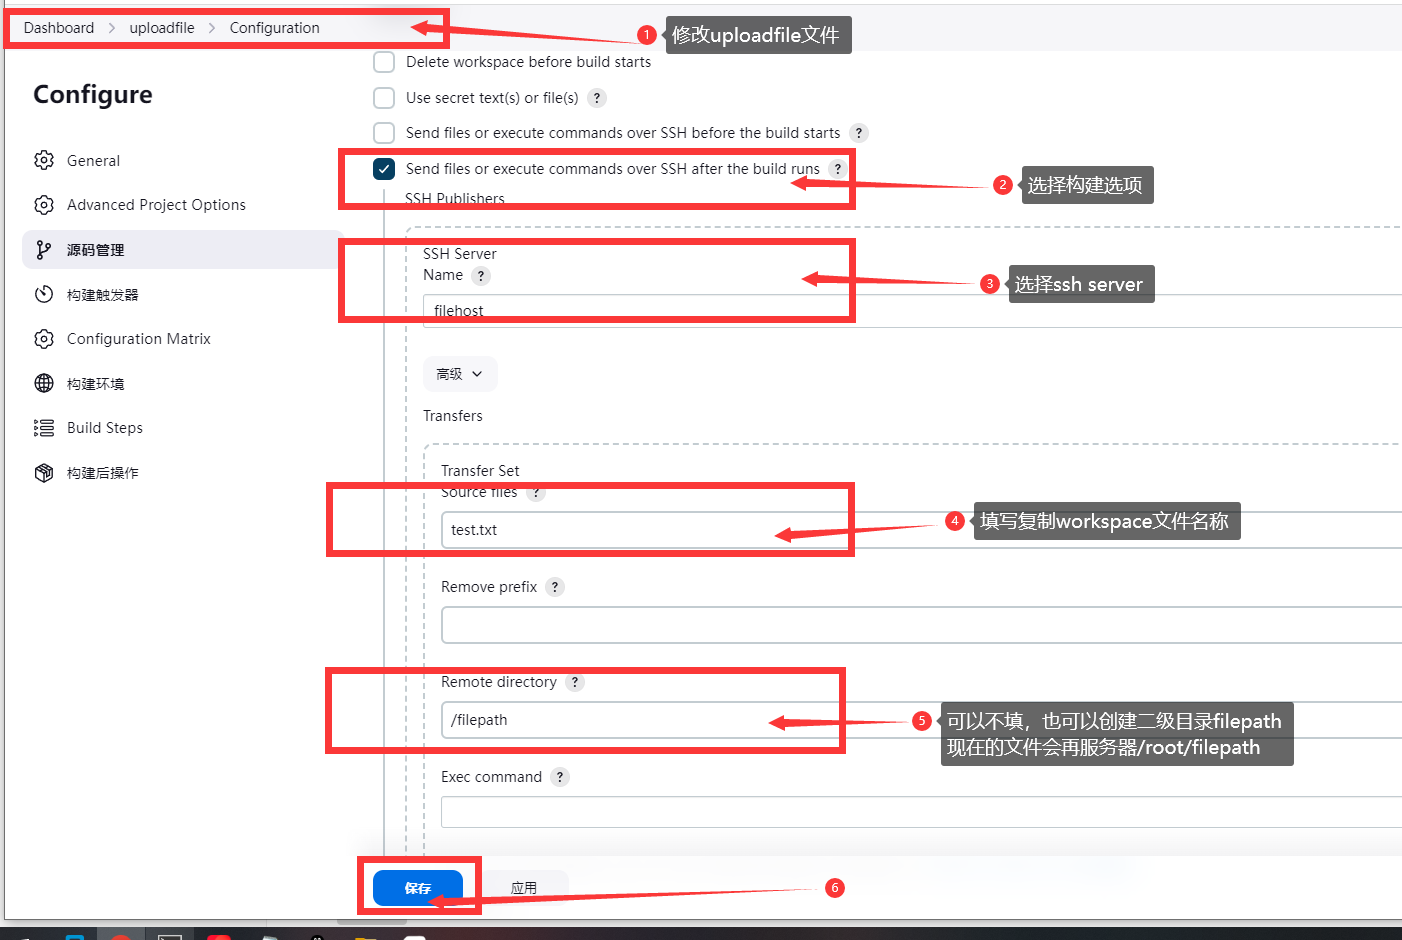 Dashboard > uploadfile > Configuration
1 修改uploadfile文件
Configure
General
Advanced Project Options
源码管理
构建触发器
Configuration Matrix
构建环境
Build Steps
构建后操作
Delete workspace before build starts
Use secret text(s) or file(s) ?
Send files or execute commands over SSH before the build starts ?
Send files or execute commands over SSH after the build runs ?
2 选择构建选项
SSH Publishers
SSH Server
Name ?
3 选择ssh server
filehost
高级
Transfers
Transfer Set
Source files ?
test.txt
4 填写复制workspace文件名称
Remove prefix ?
Remote directory ?
/filepath
5 可以不填，也可以创建二级目录filepath
现在的文件会再服务器/root/filepath
Exec command ?
保存
应用
6